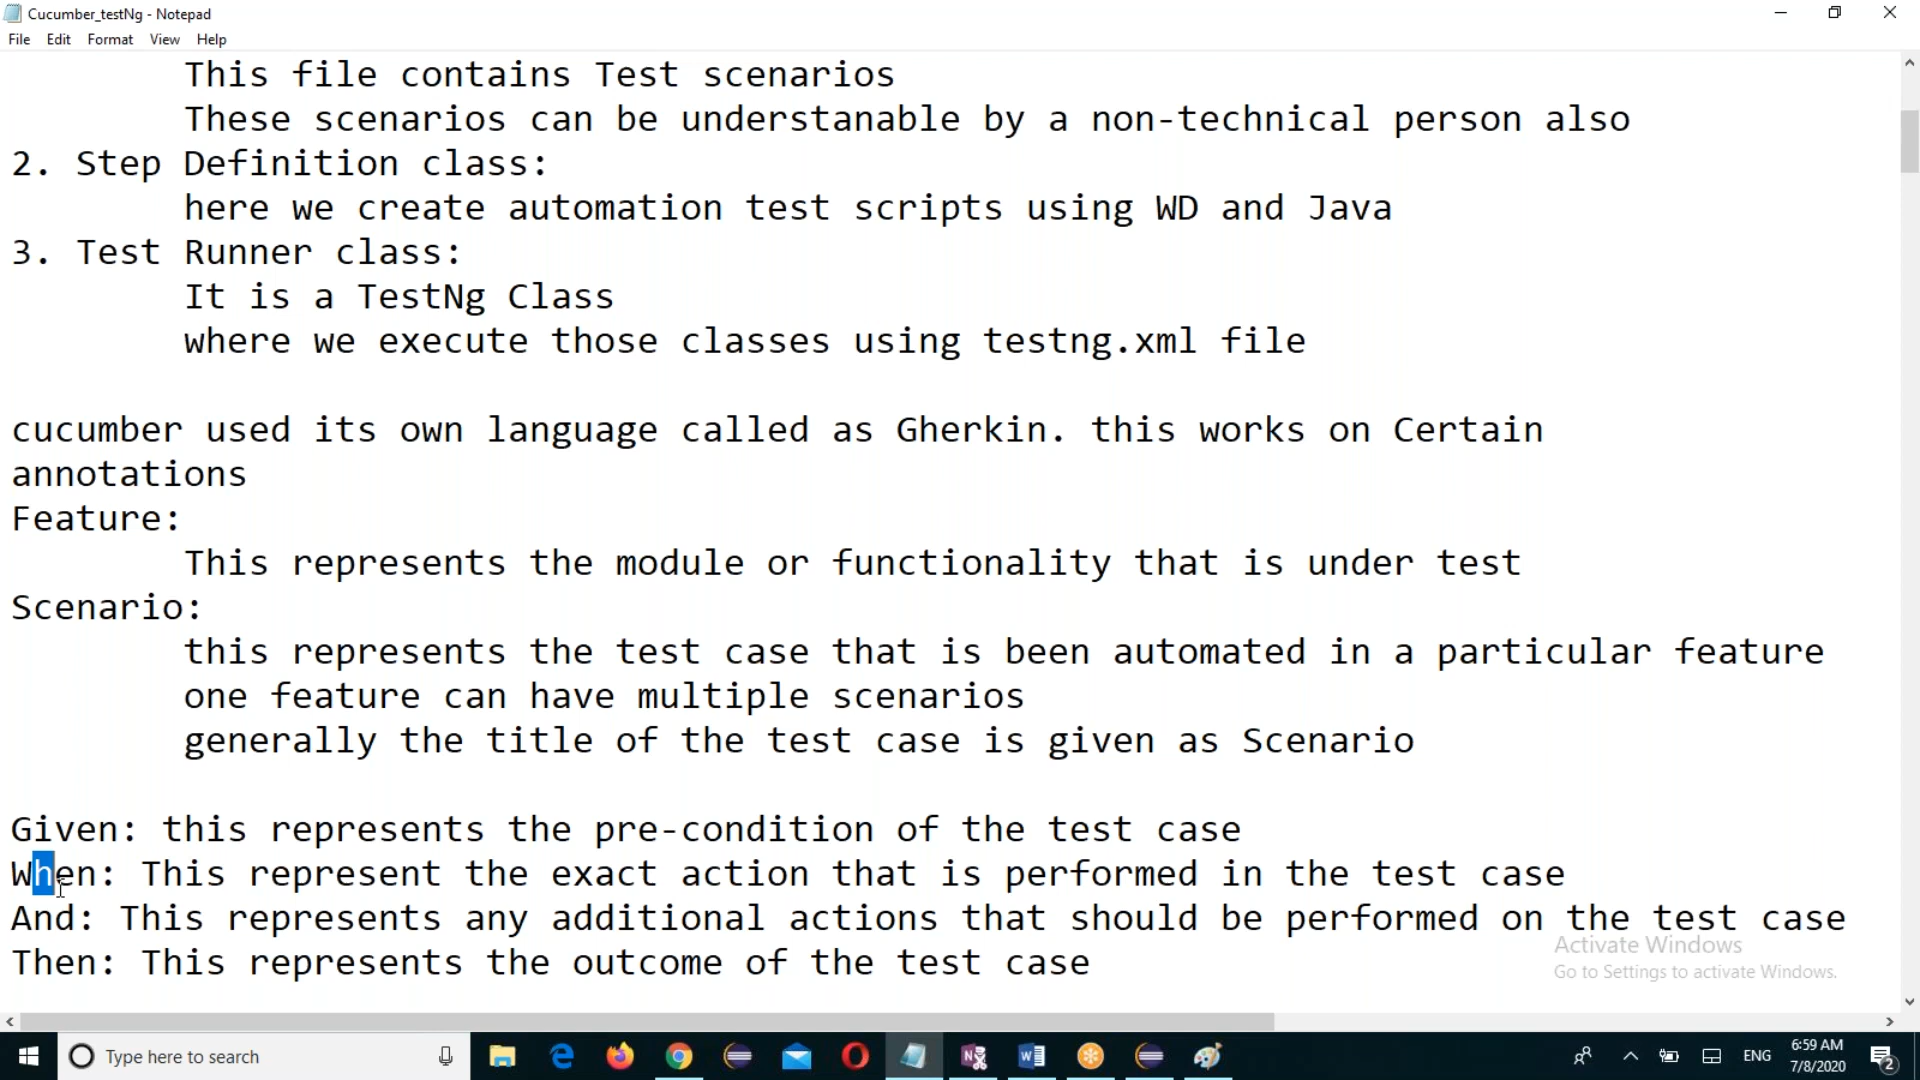 Cucumber_testNg - Notepad
File Edit Format View Help
This file contains Test scenarios
These scenarios can be understanable by a non-technical person also
2. Step Definition class:
here we create automation test scripts using WD and Java
3. Test Runner class:
It is a TestNg Class
where we execute those classes using testng.xml file
cucumber used its own language called as Gherkin. this works on Certain
annotations
Feature:
This represents the module or functionality that is under test
Scenario:
this represents the test case that is been automated in a particular feature
one feature can have multiple scenarios
generally the title of the test case is given as Scenario
Given: this represents the pre-condition of the test case
When: This represent the exact action that is performed in the test case
And: This represents any additional actions that should be performed on the test case
Then: This represents the outcome of the test case
Activate Windows
Go to Settings to activate Windows.
Type here to search
ENG
6:59 AM
7/8/2020
2